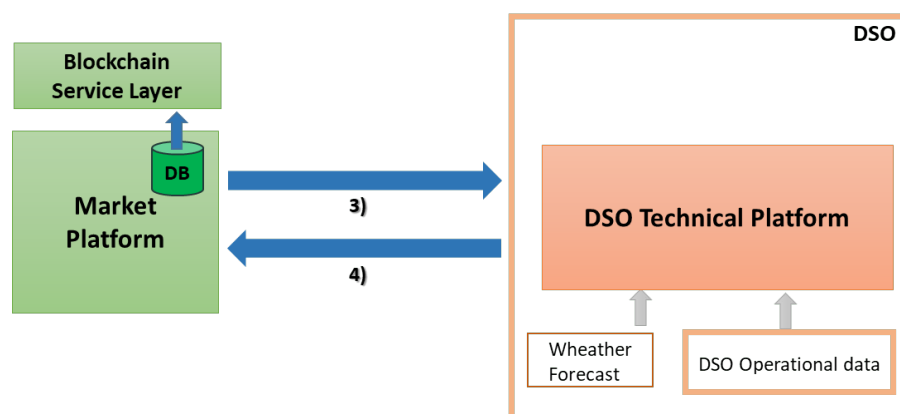 DSO
Blockchain
Service Layer
DB
Market
Platform
3)
4)
DSO Technical Platform
Wheather
Forecast
DSO Operational data